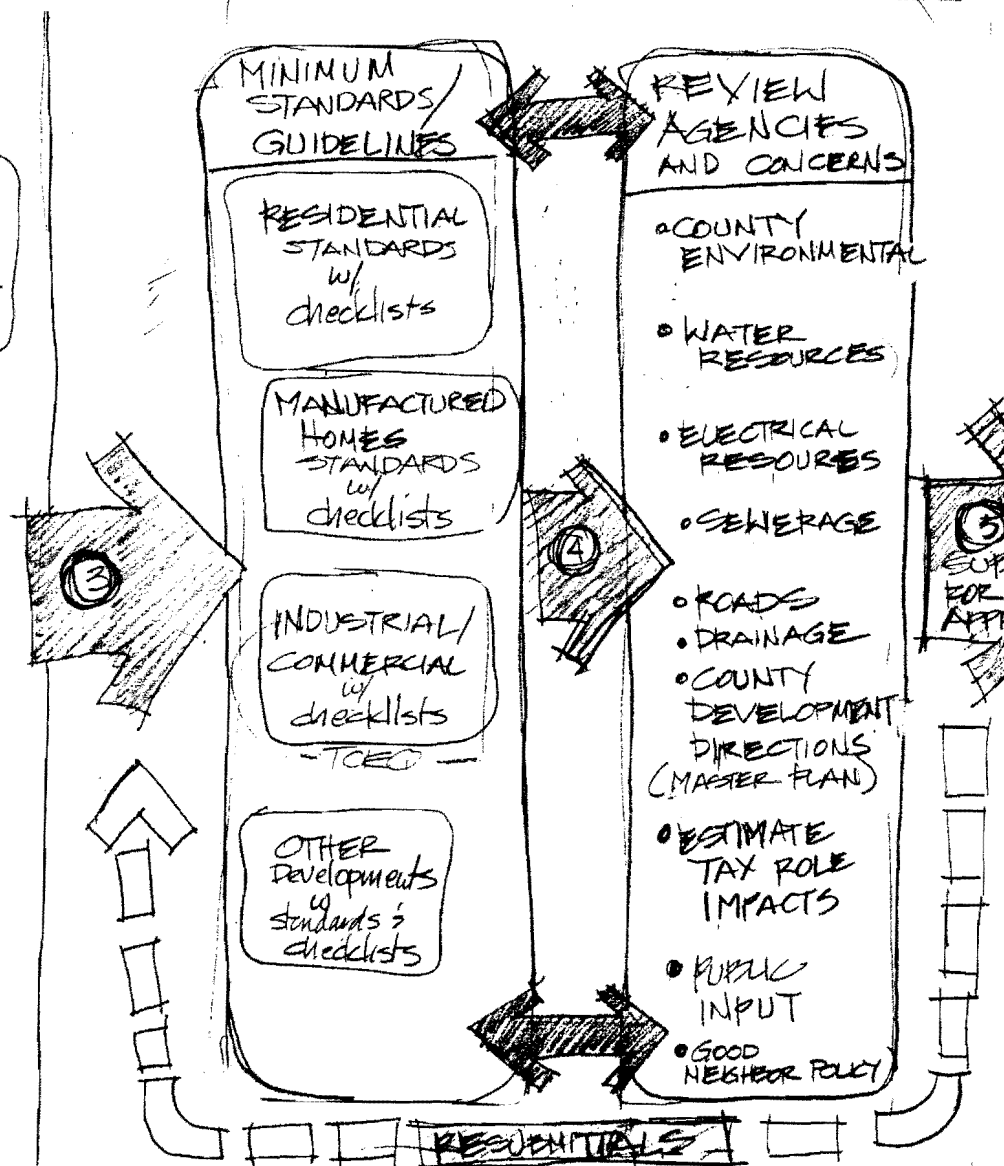 MINIMUM
STANDARDS/
GUIDELINES
RESIDENTIAL
STANDARDS
w/
checklists
MANUFACTURED
HOMES
STANDARDS
w/
checklists
INDUSTRIAL/
COMMERCIAL
w/
checklists
-TCEQ-
OTHER
Developments
w
standards &
checklists
REVIEW
AGENCIES
AND CONCERNS
• COUNTY
ENVIRONMENTAL
• WATER
RESOURCES
• ELECTRICAL
RESOURES
• SEWERAGE
• ROADS
• DRAINAGE
• COUNTY
DEVELOPMENT
DIRECTIONS
(MASTER PLAN)
• ESTIMATE
TAX ROLE
IMPACTS
• PUBLIC
INPUT
• GOOD
NEIGHBOR POLICY
3
4
5
FOR
RESUBMITTALS